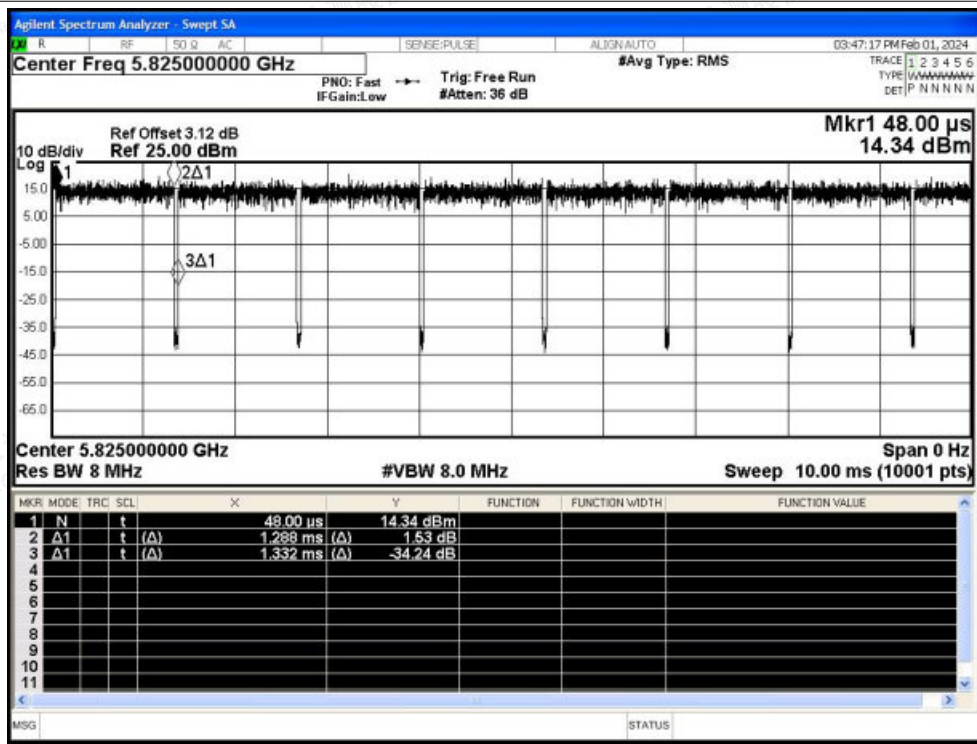 Agilent Spectrum Analyzer - Swept SA
LXI R RF 50 Ω AC SENSE:PULSE ALIGNAUTO 03:47:17 PM Feb 01, 2024
Center Freq 5.825000000 GHz #Avg Type: RMS TRACE 1 2 3 4 5 6
PNO: Fast Trig: Free Run TYPE
IFGain:Low #Atten: 36 dB DET P N N N N N
Mkr1 48.00 µs
14.34 dBm
Ref Offset 3.12 dB
10 dB/div Ref 25.00 dBm
Log
1 2Δ1
15.0
5.00
-5.00
3Δ1
-15.0
-25.0
-35.0
-45.0
-55.0
-65.0
Center 5.825000000 GHz Span 0 Hz
Res BW 8 MHz #VBW 8.0 MHz Sweep 10.00 ms (10001 pts)
MKR MODE TRC SCL X Y FUNCTION FUNCTION WIDTH FUNCTION VALUE
1 N t 48.00 µs 14.34 dBm
2 Δ1 t (Δ) 1.288 ms (Δ) 1.53 dB
3 Δ1 t (Δ) 1.332 ms (Δ) -34.24 dB
4
5
6
7
8
9
10
11
MSG STATUS